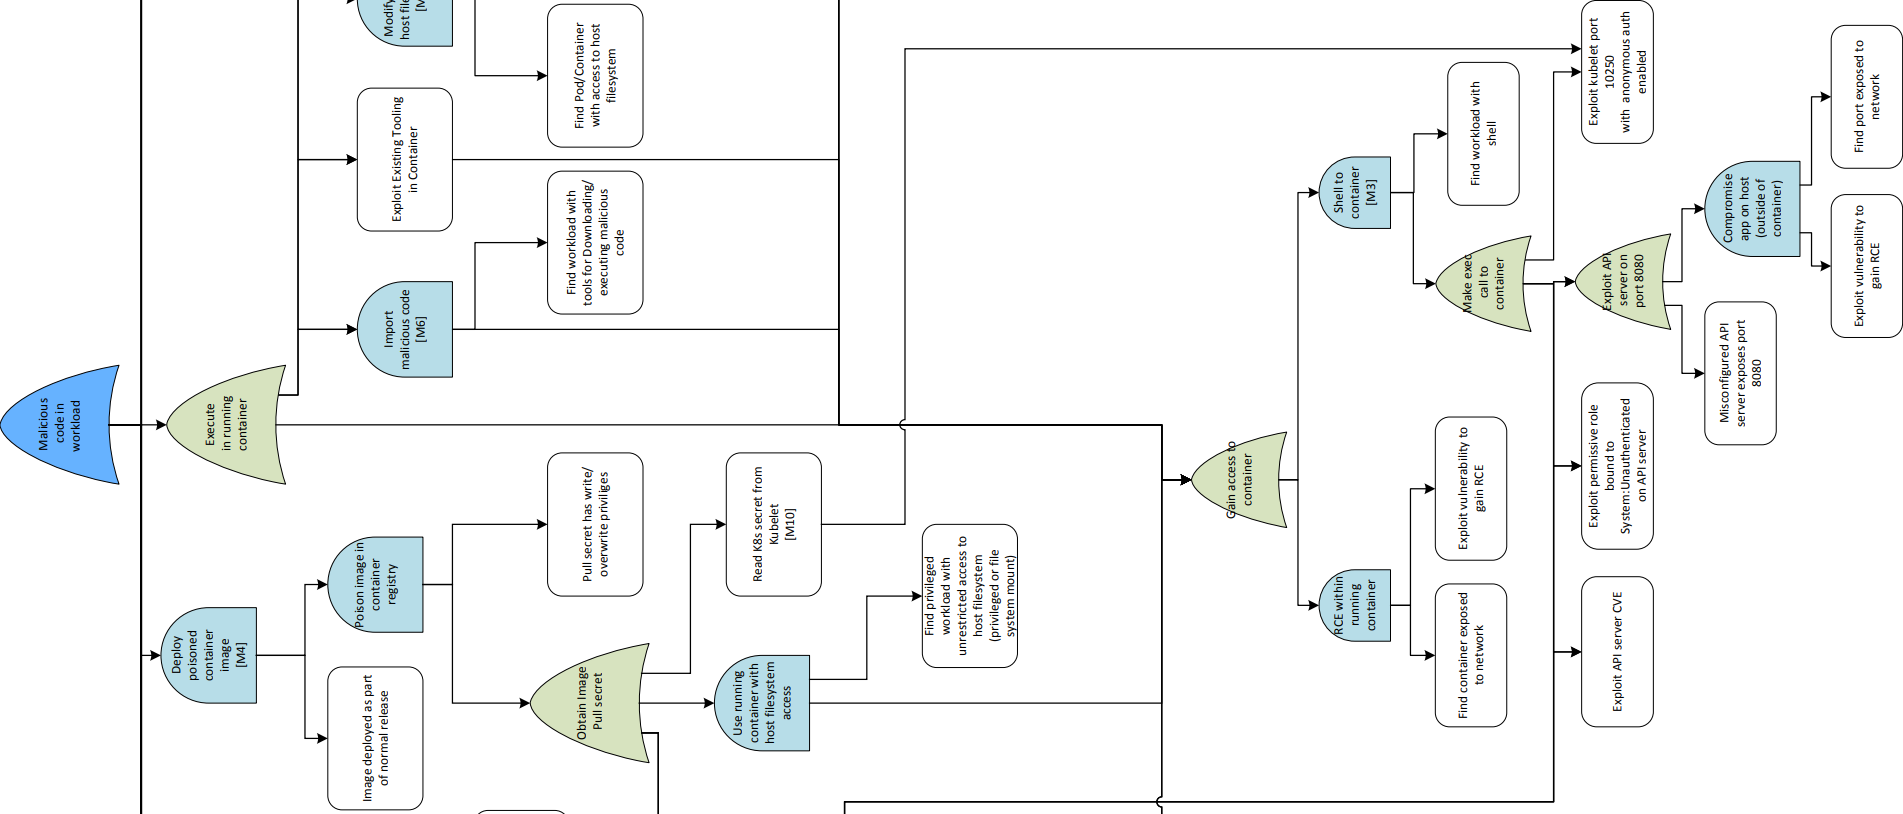 Malicious
code in
workload
Execute
in running
container
Modify
host file
[M
Find Pod/Container
with access to host
filesystem
Exploit Existing Tooling
in Container
Find workload with
tools for Downloading/
executing malicious
code
Import
malicious code
[M6]
Deploy
poisoned
container
image
[M4]
Poison image in
container
registry
Image deployed as part
of normal release
Pull secret has write/
overwrite priviliges
Obtain Image
Pull secret
Read K8s secret from
Kubelet
[M10]
Use running
container with
host filesystem
access
Find privileged
workload with
unrestricted access to
host filesystem
(privileged or file
system mount)
Gain access to
container
Shell to
container
[M3]
Find workload with
shell
Make exec
call to
container
RCE within
running
container
Exploit vulnerability to
gain RCE
Find container exposed
to network
Exploit kubelet port
10250
with anonymous auth
enabled
Exploit API
server on
port 8080
Exploit permissive role
bound to
System:Unauthenticated
on API server
Exploit API server CVE
Compromise
app on host
(outside of
container)
Misconfigured API
server exposes port
8080
Find port exposed to
network
Exploit vulnerability to
gain RCE